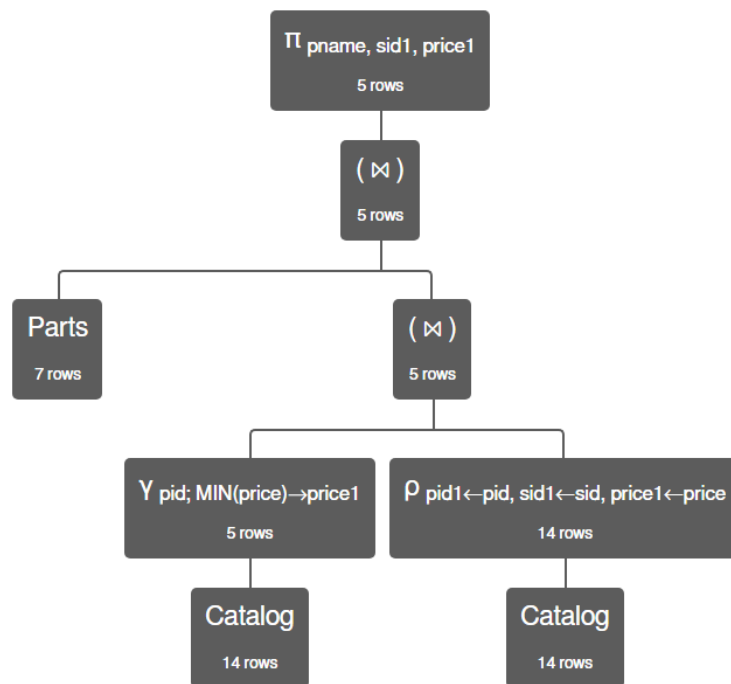 π pname, sid1, price1
5 rows
( ⋈ )
5 rows
Parts
7 rows
( ⋈ )
5 rows
γ pid; MIN(price)→price1
5 rows
ρ pid1←pid, sid1←sid, price1←price
14 rows
Catalog
14 rows
Catalog
14 rows